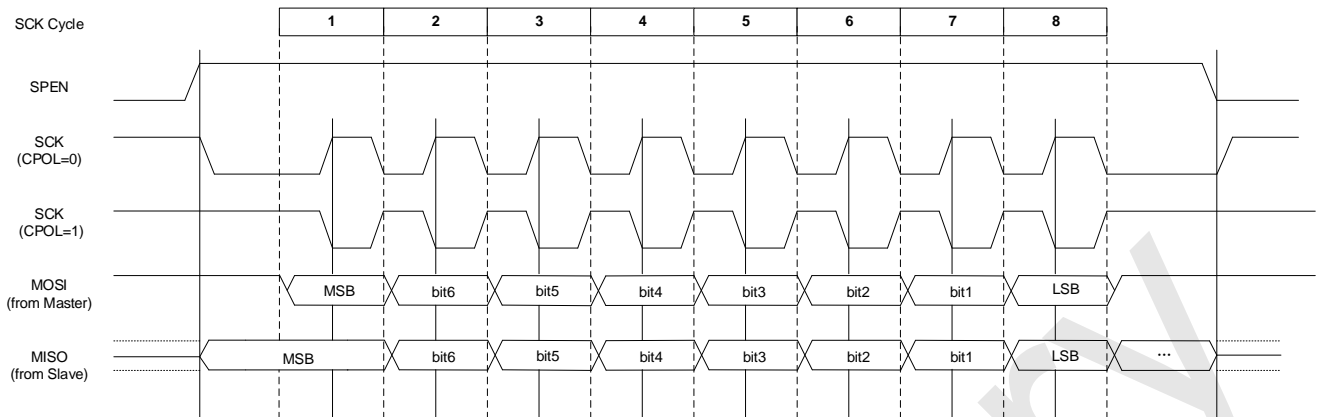 SCK Cycle 1 2 3 4 5 6 7 8
SPEN
SCK
(CPOL=0)
SCK
(CPOL=1)
MOSI
(from Master)
MSB bit6 bit5 bit4 bit3 bit2 bit1 LSB
MISO
(from Slave)
MSB bit6 bit5 bit4 bit3 bit2 bit1 LSB ...
ry